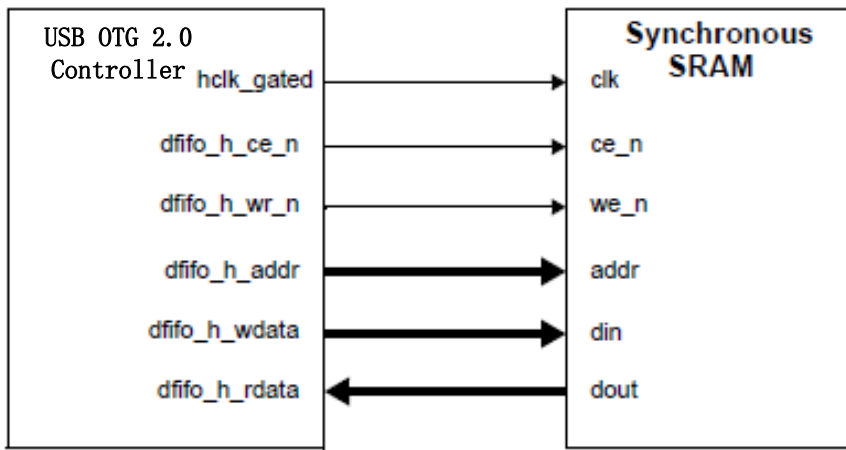 USB OTG 2.0
Controller
Synchronous
SRAM
hclk_gated
clk
dfifo_h_ce_n
ce_n
dfifo_h_wr_n
we_n
dfifo_h_addr
addr
dfifo_h_wdata
din
dfifo_h_rdata
dout